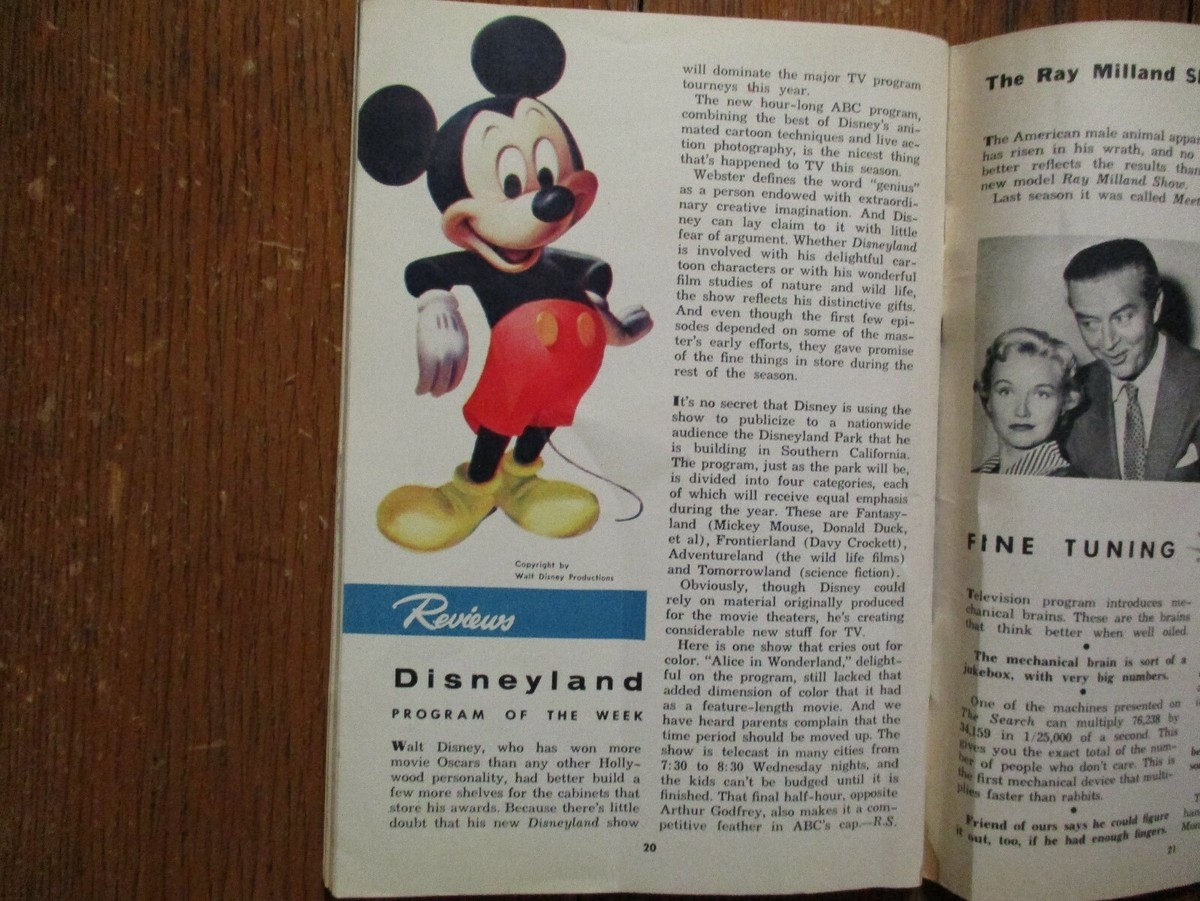 Copyright by
Walt Disney Productions
Reviews
Disneyland
PROGRAM OF THE WEEK
Walt Disney, who has won more
movie Oscars than any other Holly-
wood personality, had better build a
few more shelves for the cabinets that
store his awards. Because there's little
doubt that his new Disneyland show
will dominate the major TV program
tourneys this year.
The new hour-long ABC program,
combining the best of Disney's ani-
mated cartoon techniques and live ac-
tion photography, is the nicest thing
that's happened to TV this season.
Webster defines the word "genius"
as a person endowed with extraordi-
nary creative imagination. And Dis-
ney can lay claim to it with little
fear of argument. Whether Disneyland
is involved with his delightful car-
toon characters or with his wonderful
film studies of nature and wild life,
the show reflects his distinctive gifts.
And even though the first few epi-
sodes depended on some of the mas-
ter's early efforts, they gave promise
of the fine things in store during the
rest of the season.
It's no secret that Disney is using the
show to publicize to a nationwide
audience the Disneyland Park that he
is building in Southern California.
The program, just as the park will be,
is divided into four categories, each
of which will receive equal emphasis
during the year. These are Fantasy-
land (Mickey Mouse, Donald Duck,
et al), Frontierland (Davy Crockett),
Adventureland (the wild life films)
and Tomorrowland (science fiction).
Obviously, though Disney could
rely on material originally produced
for the movie theaters, he's creating
considerable new stuff for TV.
Here is one show that cries out for
color. "Alice in Wonderland," delight-
ful on the program, still lacked that
added dimension of color that it had
as a feature-length movie. And we
have heard parents complain that the
time period should be moved up. The
show is telecast in many cities from
7:30 to 8:30 Wednesday nights, and
the kids can't be budged until it is
finished. That final half-hour, opposite
Arthur Godfrey, also makes it a com-
petitive feather in ABC's cap.—R.S.
20
The Ray Milland
The American male animal
has risen in his wrath, and no
better reflects the results than
new model Ray Milland Show.
Last season it was called Meet
FINE TUNING
Television program introduces me-
chanical brains. These are the brains
that think better when well oiled.
•
The mechanical brain is sort of a
jukebox, with very big numbers.
•
One of the machines presented on
The Search can multiply 76,238 by
34,159 in 1/25,000 of a second. This
gives you the exact total of the num-
ber of people who don't care. This is
the first mechanical device that multi-
plies faster than rabbits.
•
Friend of ours says he could figure
it out, too, if he had enough fingers.
21